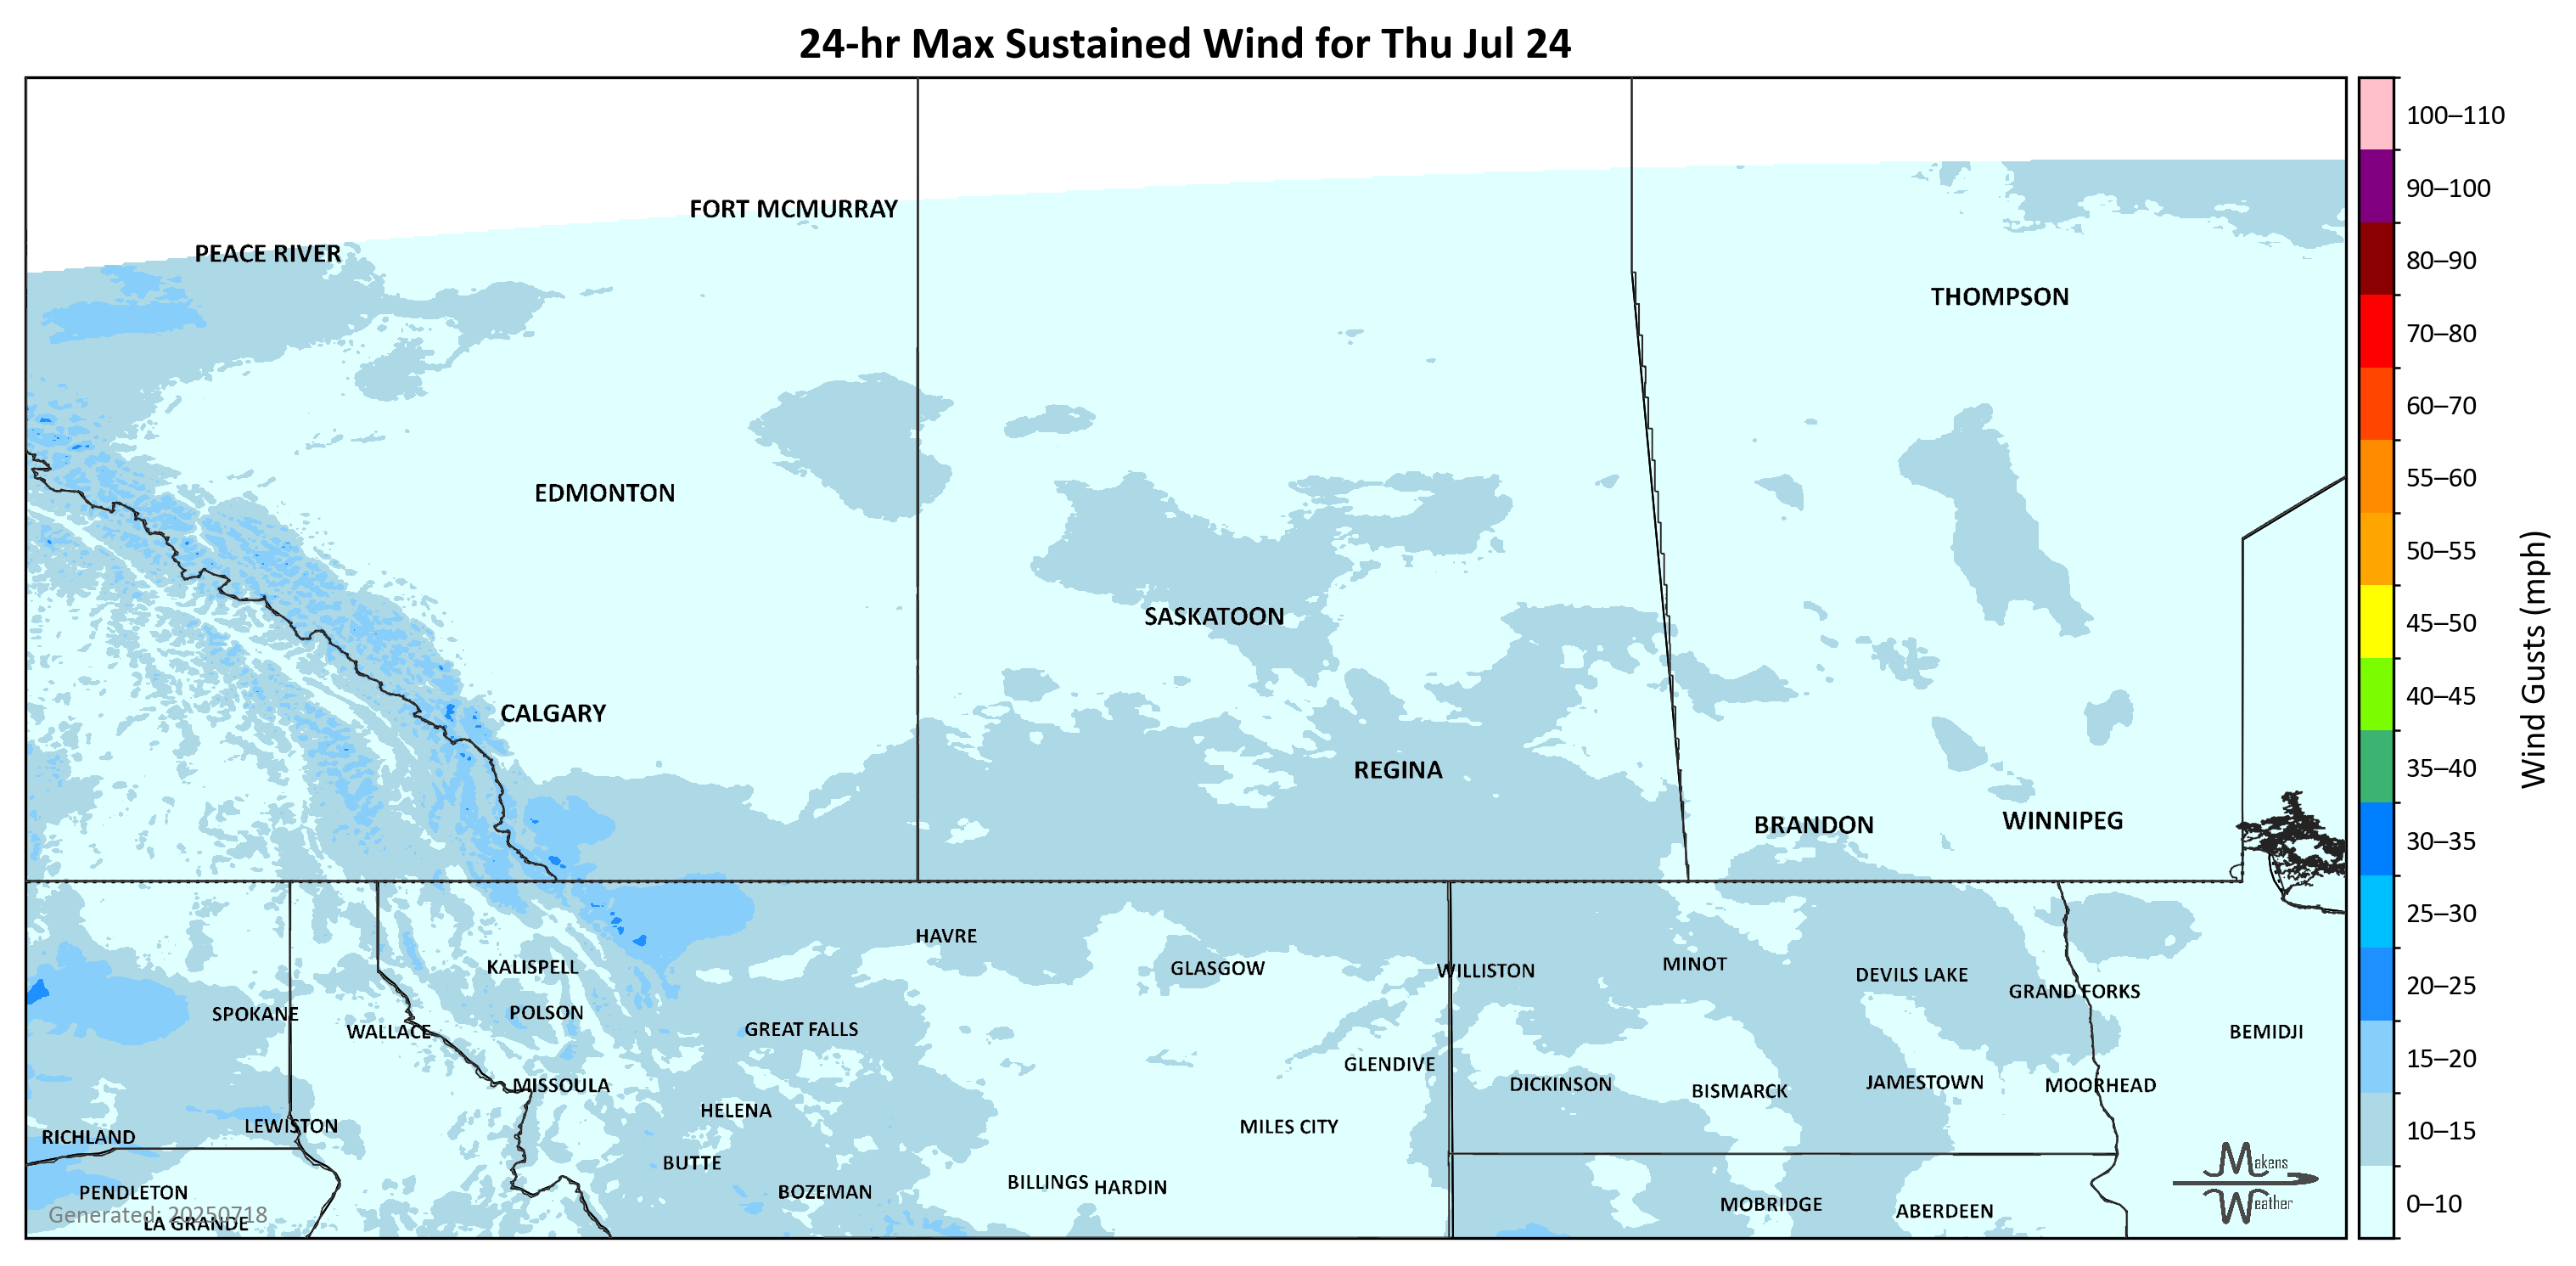 24-hr Max Sustained Wind for Thu Jul 24
100–110
FORT MCMURRAY
90–100
PEACE RIVER
80–90
THOMPSON
70–80
60–70
EDMONTON
55–60
50–55
SASKATOON
45–50
Wind Gusts (mph)
CALGARY
40–45
REGINA
35–40
BRANDON
WINNIPEG
30–35
HAVRE
25–30
KALISPELL
GLASGOW
WILLISTON
MINOT
DEVILS LAKE
GRAND FORKS
20–25
SPOKANE
POLSON
WALLACE
GREAT FALLS
BEMIDJI
15–20
GLENDIVE
MISSOULA
DICKINSON
BISMARCK
JAMESTOWN
MOORHEAD
HELENA
LEWISTON
MILES CITY
RICHLAND
10–15
BUTTE
Makens
Weather
PENDLETON
BOZEMAN
BILLINGS
HARDIN
MOBRIDGE
ABERDEEN
0–10
Generated: 20250718
LA GRANDE